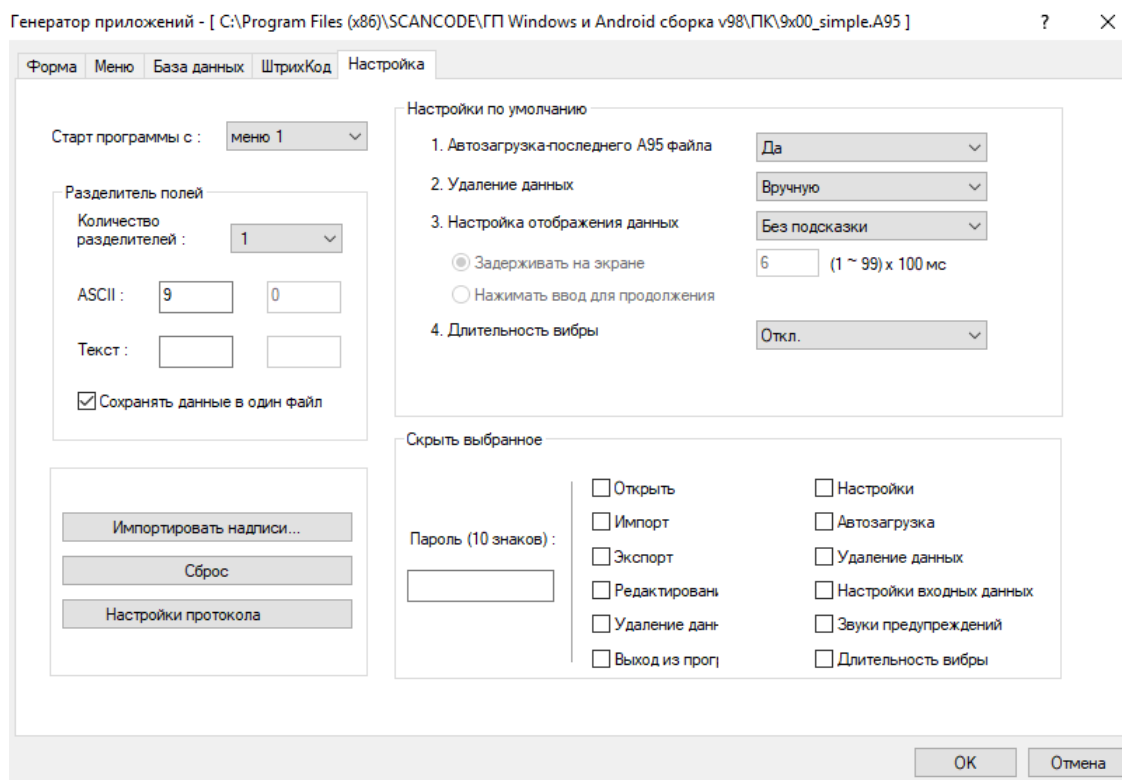 Генератор приложений - [ C:\Program Files (x86)\SCANCODE\ГП Windows и Android сборка v98\ПК\9x00_simple.A95 ]
Форма Меню База данных ШтрихКод Настройка
Старт программы с : меню 1
Разделитель полей
Количество
разделителей : 1
ASCII : 9 0
Текст :
Сохранять данные в один файл
Импортировать надписи...
Сброс
Настройки протокола
Настройки по умолчанию
1. Автозагрузка-последнего A95 файла Да
2. Удаление данных Вручную
3. Настройка отображения данных Без подсказки
Задерживать на экране 6 (1 ~ 99) x 100 мс
Нажимать ввод для продолжения
4. Длительность вибры Откл.
Скрыть выбранное
Пароль (10 знаков) :
Открыть
Импорт
Экспорт
Редактировани
Удаление данн
Выход из прог
Настройки
Автозагрузка
Удаление данных
Настройки входных данных
Звуки предупреждений
Длительность вибры
OK Отмена